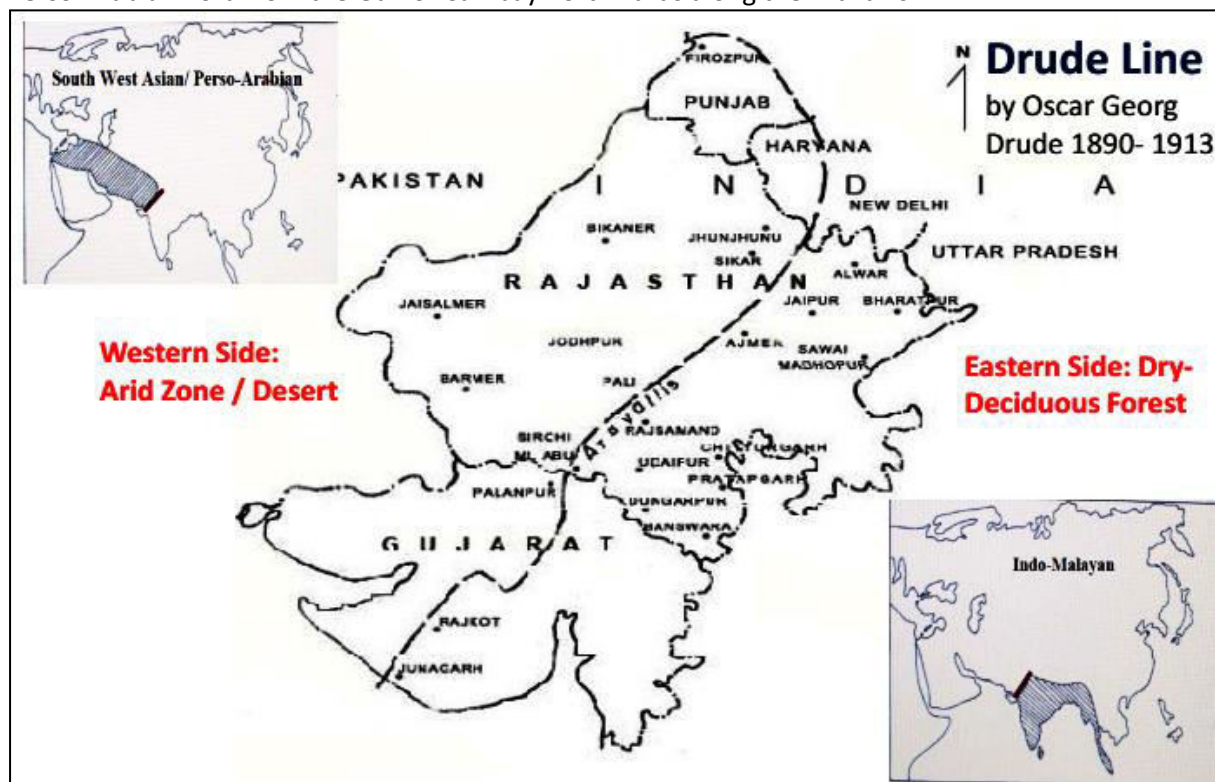 South West Asian/ Perso-Arabian
N
Drude Line
by Oscar Georg
Drude 1890- 1913
FIROZPUR
PUNJAB
HARYANA
PAKISTAN
I N D I A
NEW DELHI
UTTAR PRADESH
BIKANER
JHUNJHUNU
SIKAR
ALWAR
RAJASTHAN
JAISALMER
JAIPUR
BHARATPUR
JODHPUR
AJMER
SAWAI
MADHOPUR
Western Side:
Arid Zone / Desert
Eastern Side: Dry-
Deciduous Forest
BARMER
PALI
Aravallis
RAJSAMAND
SIRCHI
MI. ABU
UDAIPUR
PRATAPGARH
PALANPUR
DUNGARPUR
BANSWARA
GUJARAT
Indo-Malayan
RAJKOT
JUNAGARH